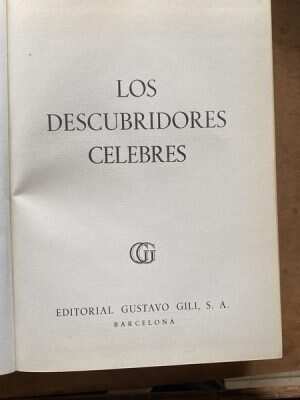 LOS
DESCUBRIDORES
CELEBRES
GG
EDITORIAL GUSTAVO GILI, S. A.
BARCELONA